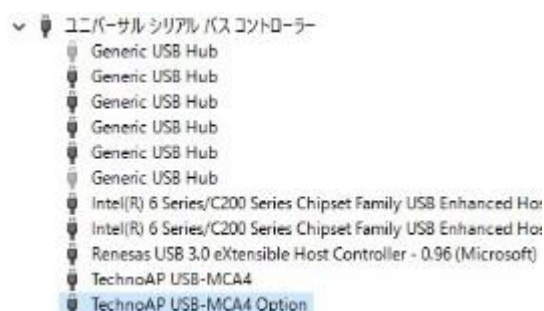 ユニバーサル シリアル バス コントローラー
Generic USB Hub
Generic USB Hub
Generic USB Hub
Generic USB Hub
Generic USB Hub
Generic USB Hub
Intel(R) 6 Series/C200 Series Chipset Family USB Enhanced Hos
Intel(R) 6 Series/C200 Series Chipset Family USB Enhanced Hos
Renesas USB 3.0 eXtensible Host Controller - 0.96 (Microsoft)
TechnoAP USB-MCA4
TechnoAP USB-MCA4 Option